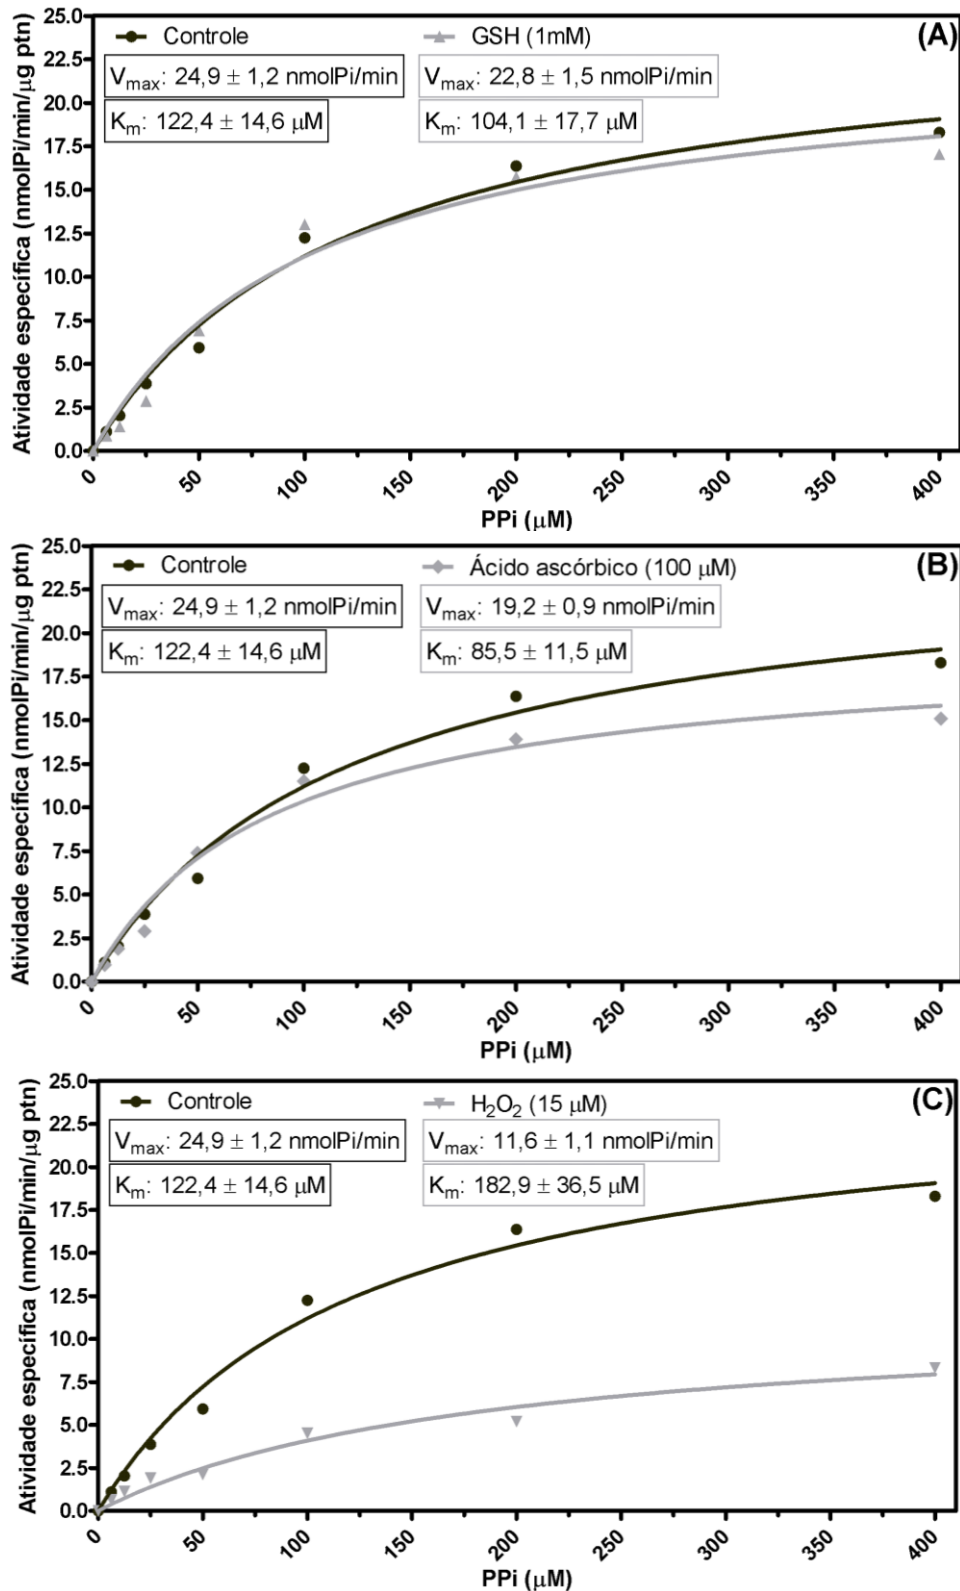 (A)
Controle
GSH (1mM)
Vmax: 24,9 ± 1,2 nmolPi/min
Vmax: 22,8 ± 1,5 nmolPi/min
Km: 122,4 ± 14,6 μM
Km: 104,1 ± 17,7 μM
Atividade específica (nmolPi/min/μg ptn)
25.0
22.5
20.0
17.5
15.0
12.5
10.0
7.5
5.0
2.5
0.0
0 50 100 150 200 250 300 350 400
PPi (μM)
(B)
Controle
Ácido ascórbico (100 μM)
Vmax: 24,9 ± 1,2 nmolPi/min
Vmax: 19,2 ± 0,9 nmolPi/min
Km: 122,4 ± 14,6 μM
Km: 85,5 ± 11,5 μM
Atividade específica (nmolPi/min/μg ptn)
25.0
22.5
20.0
17.5
15.0
12.5
10.0
7.5
5.0
2.5
0.0
0 50 100 150 200 250 300 350 400
PPi (μM)
(C)
Controle
H₂O₂ (15 μM)
Vmax: 24,9 ± 1,2 nmolPi/min
Vmax: 11,6 ± 1,1 nmolPi/min
Km: 122,4 ± 14,6 μM
Km: 182,9 ± 36,5 μM
Atividade específica (nmolPi/min/μg ptn)
25.0
22.5
20.0
17.5
15.0
12.5
10.0
7.5
5.0
2.5
0.0
0 50 100 150 200 250 300 350 400
PPi (μM)